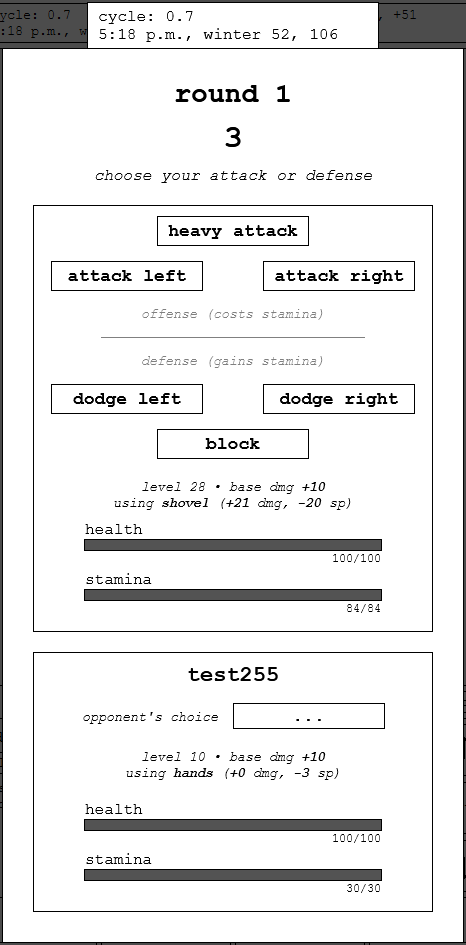 cycle: 0.7
5:18 p.m., winter 52, 106
ycle: 0.7
, +51
:18 p.m., w
round 1
3
choose your attack or defense
heavy attack
attack left
attack right
offense (costs stamina)
defense (gains stamina)
dodge left
dodge right
block
level 28 • base dmg +10
using shovel (+21 dmg, -20 sp)
health
100/100
stamina
84/84
test255
opponent's choice
...
level 10 • base dmg +10
using hands (+0 dmg, -3 sp)
health
100/100
stamina
30/30